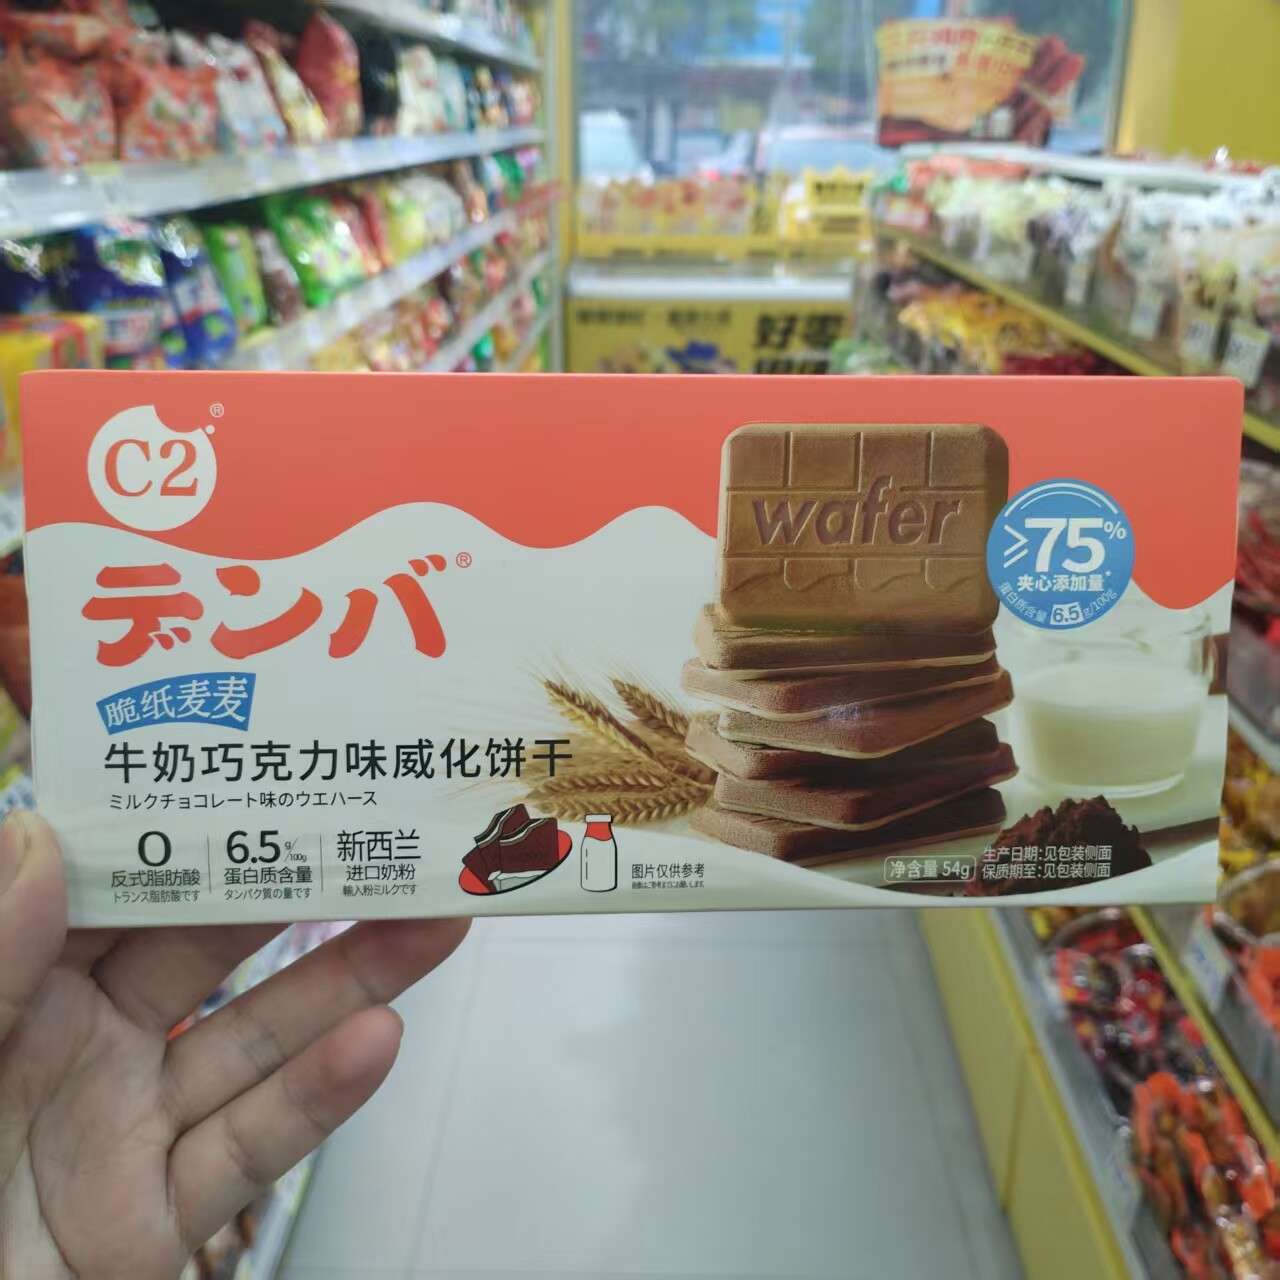 好零
C2®
デンバ®
脆纸麦麦
牛奶巧克力味威化饼干
ミルクチョコレート味のウエハース
0
反式脂肪酸
トランス脂肪酸です
6.5g/100g
蛋白质含量
タンパク質の量です
新西兰
进口奶粉
輸入粉ミルクです
wafer
≥75%
夹心添加量*
蛋白质含量 6.5g/100g
图片仅供参考
净含量 54g
生产日期:见包装侧面
保质期至:见包装侧面